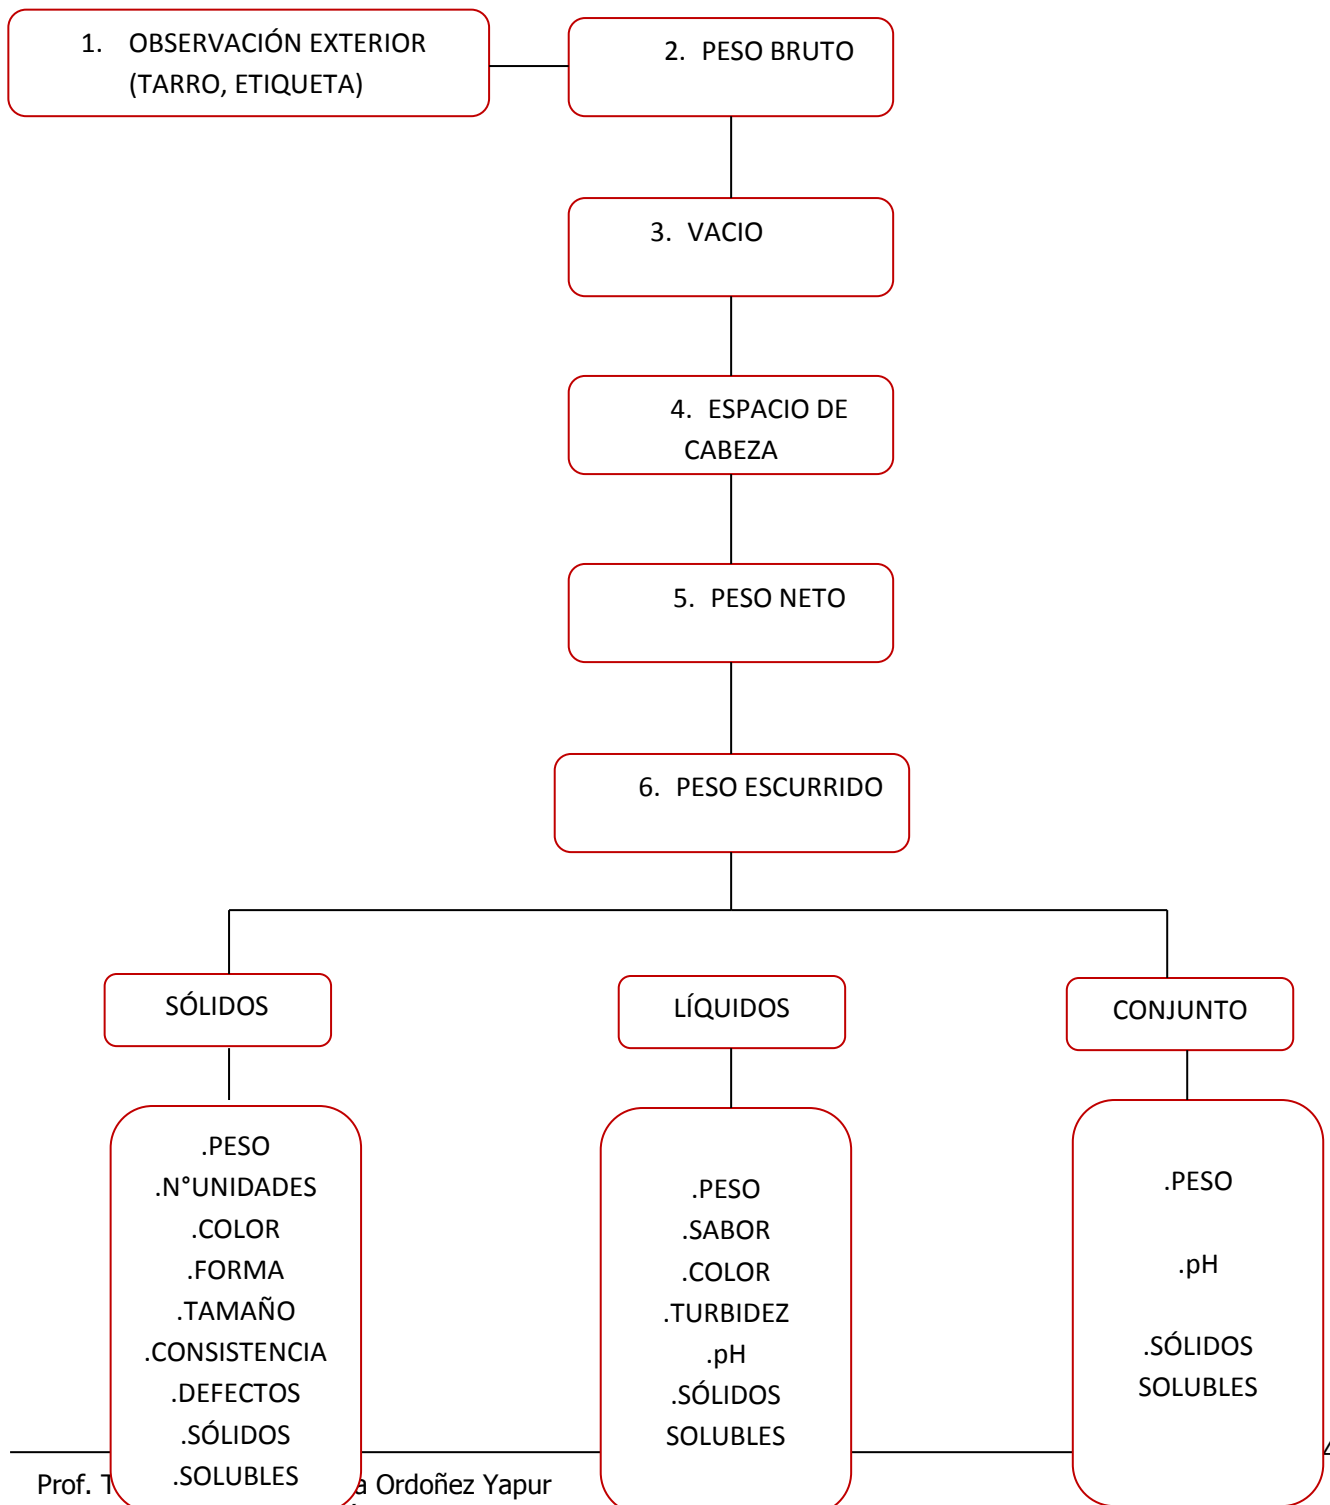 1. OBSERVACIÓN EXTERIOR
(TARRO, ETIQUETA)
2. PESO BRUTO
3. VACIO
4. ESPACIO DE
CABEZA
5. PESO NETO
6. PESO ESCURRIDO
SÓLIDOS
LÍQUIDOS
CONJUNTO
.PESO
.N°UNIDADES
.COLOR
.FORMA
.TAMAÑO
.CONSISTENCIA
.DEFECTOS
.SÓLIDOS
.SOLUBLES
.PESO
.SABOR
.COLOR
.TURBIDEZ
.pH
.SÓLIDOS
SOLUBLES
.PESO
.pH
.SÓLIDOS
SOLUBLES
Prof. Ordoñez Yapur